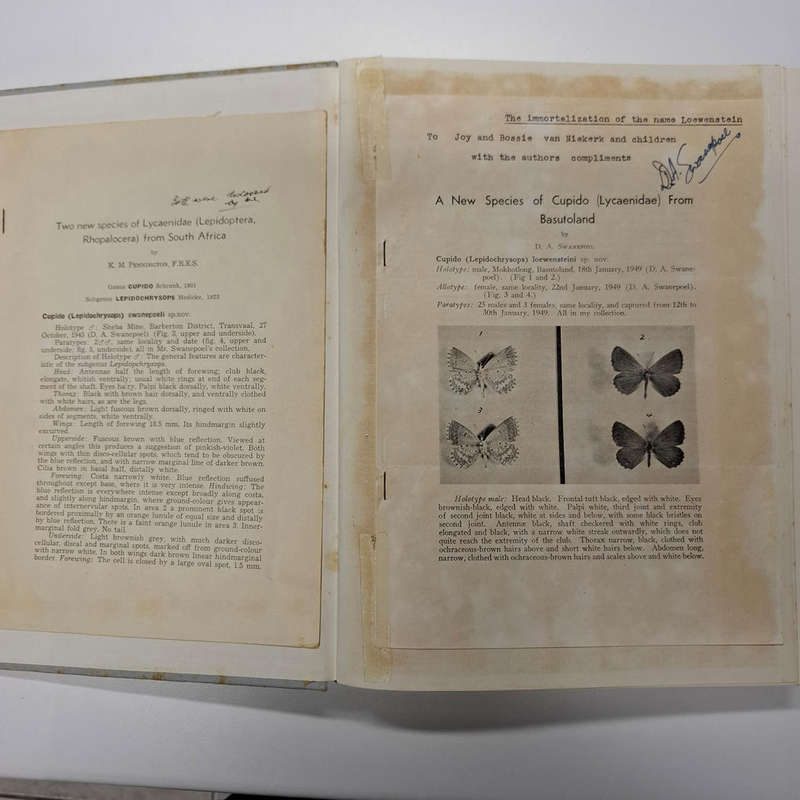 Both were discovered
by me
Two new species of Lycaenidae (Lepidoptera,
Rhopalocera) from South Africa
by
K. M. Pennington, F.R.E.S.
Genus CUPIDO Schrank, 1801
Subgenus LEPIDOCHRYSOPS Hedicke, 1923
Cupido (Lepidochrysops) swanepoeli sp.nov.
Holotype ♂: Sheba Mine, Barberton District, Transvaal, 27
October, 1945 (D. A. Swanepoel). (Fig. 3, upper and underside).
Paratypes: 2♂♂, same locality and date (fig. 4, upper and
underside; fig. 5, underside), all in Mr. Swanepoel's collection.
Description of Holotype ♂: The general features are character-
istic of the subgenus Lepidochrysops.
Head: Antennae half the length of forewing; club black,
elongate, whitish ventrally; usual white rings at end of each seg-
ment of the shaft. Eyes hairy. Palpi black dorsally, white ventrally.
Thorax: Black with brown hair dorsally, and ventrally clothed
with white hairs, as are the legs.
Abdomen: Light fuscous brown dorsally, ringed with white on
sides of segments, white ventrally.
Wings: Length of forewing 18.5 mm. Its hindmargin slightly
excurved.
Upperside: Fuscous brown with blue reflection. Viewed at
certain angles this produces a suggestion of pinkish-violet. Both
wings with thin disco-cellular spots, which tend to be obscured by
the blue reflection, and with narrow marginal line of darker brown.
Cilia brown in basal half, distally white.
Forewing: Costa narrowly white. Blue reflection suffused
throughout except base, where it is very intense. Hindwing: The
blue reflection is everywhere intense except broadly along costa,
and slightly along hindmargin, where ground-colour gives appear-
ance of internervular spots. In area 2 a prominent black spot is
bordered proximally by an orange lunule of equal size and distally
by blue reflection. There is a faint orange lunule in area 3. Inner-
marginal fold grey. No tail.
Underside: Light brownish grey, with much darker disco-
cellular, discal and marginal spots, marked off from ground-colour
with narrow white. In both wings dark brown linear hindmarginal
border. Forewing: The cell is closed by a large oval spot, 1.5 mm.
The immortelization of the name Loewenstein
To Joy and Bossie van Niekerk and children
with the authors compliments
D.A. Swanepoel
A New Species of Cupido (Lycaenidae) From
Basutoland
by
D. A. Swanepoel
Cupido (Lepidochrysops) loewensteini sp. nov.
Holotype: male, Mokhotlong, Basutoland, 18th January, 1949 (D. A. Swane-
poel). (Fig 1 and 2.)
Allotype: female, same locality, 22nd January, 1949 (D. A. Swanepoel).
(Fig. 3 and 4.)
Paratypes: 25 males and 3 females, same locality, and captured from 12th to
30th January, 1949. All in my collection.
1
2
3
4
Holotype male: Head black. Frontal tuft black, edged with white. Eyes
brownish-black, edged with white. Palpi white, third joint and extremity
of second joint black, white at sides and below, with some black bristles on
second joint. Antennæ black, shaft checkered with white rings, club
elongated and black, with a narrow white streak outwardly, which does not
quite reach the extremity of the club. Thorax narrow, black, clothed with
ochraceous-brown hairs above and short white hairs below. Abdomen long,
narrow, clothed with ochraceous-brown hairs and scales above and white below.